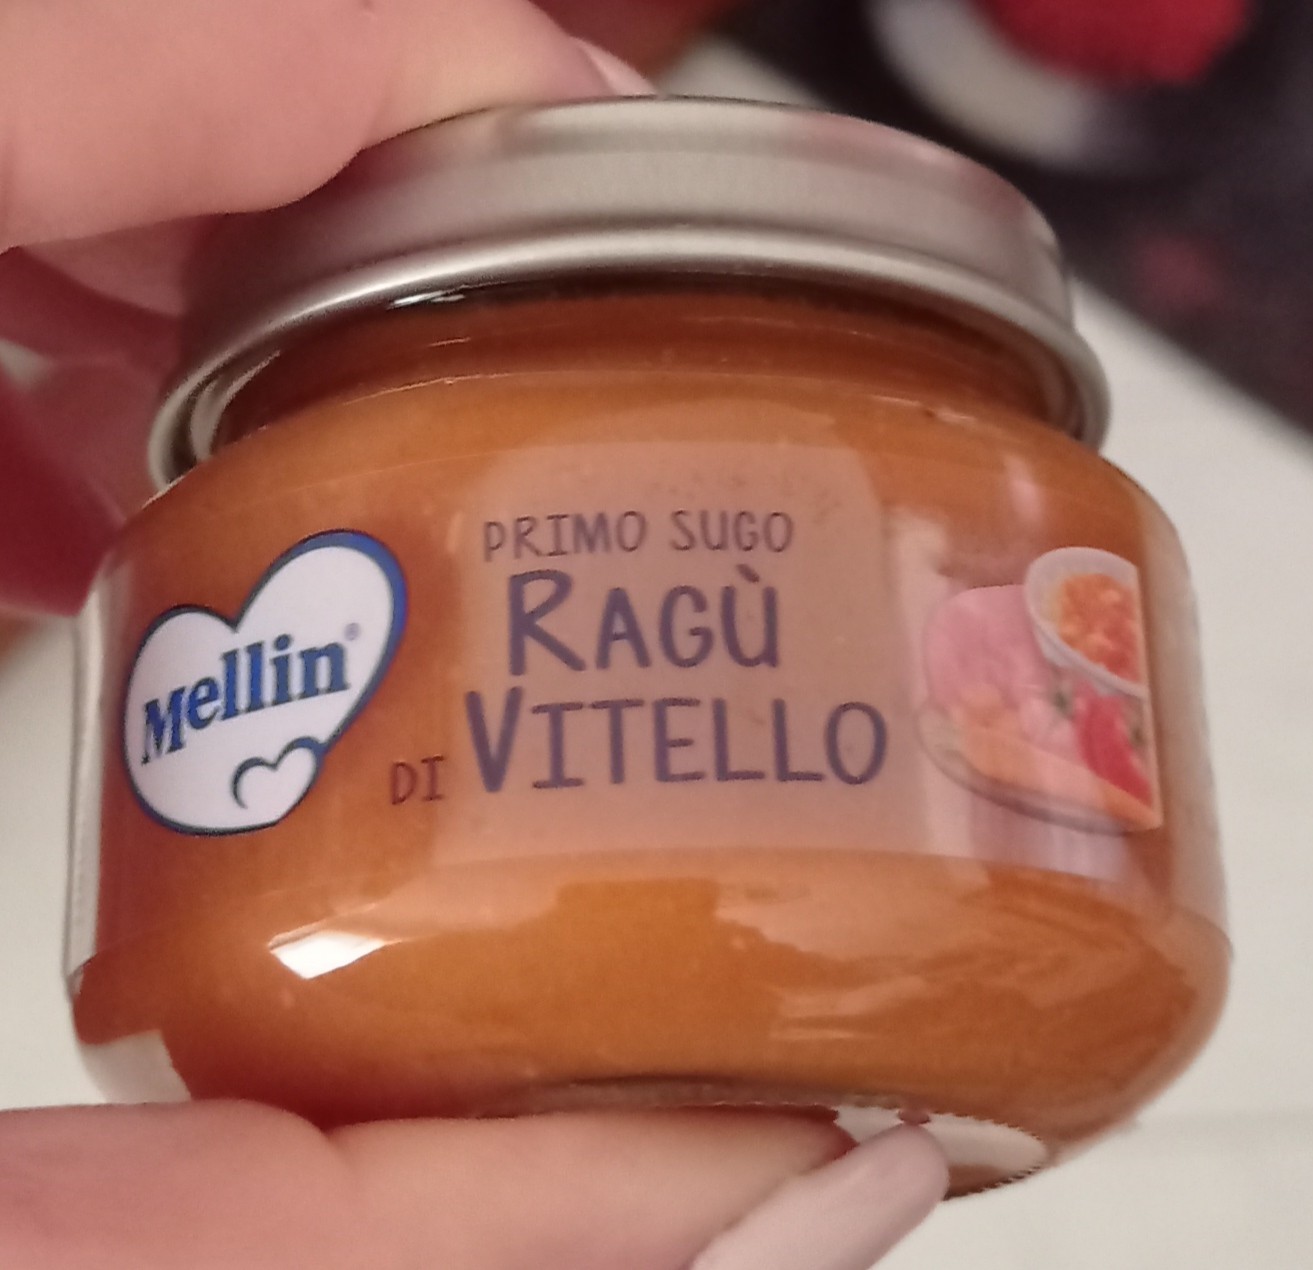 Mellin®
PRIMO SUGO
RAGÙ
DI VITELLO